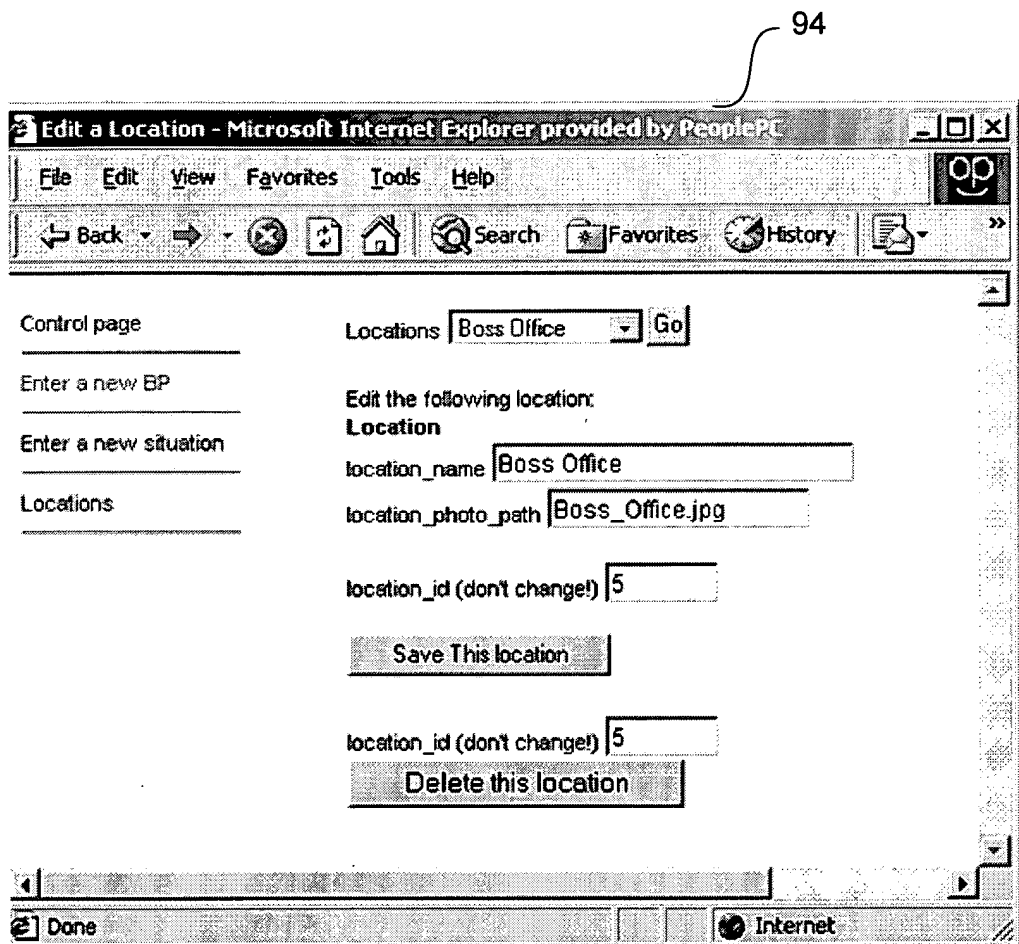 94
Edit a Location - Microsoft Internet Explorer provided by PeoplePC
File Edit View Favorites Tools Help
Back Search Favorites History »
Control page
Enter a new BP
Enter a new situation
Locations
Locations Boss Office Go
Edit the following location:
Location
location_name Boss Office
location_photo_path Boss_Office.jpg
location_id (don't change!) 5
Save This location
location_id (don't change!) 5
Delete this location
Done Internet